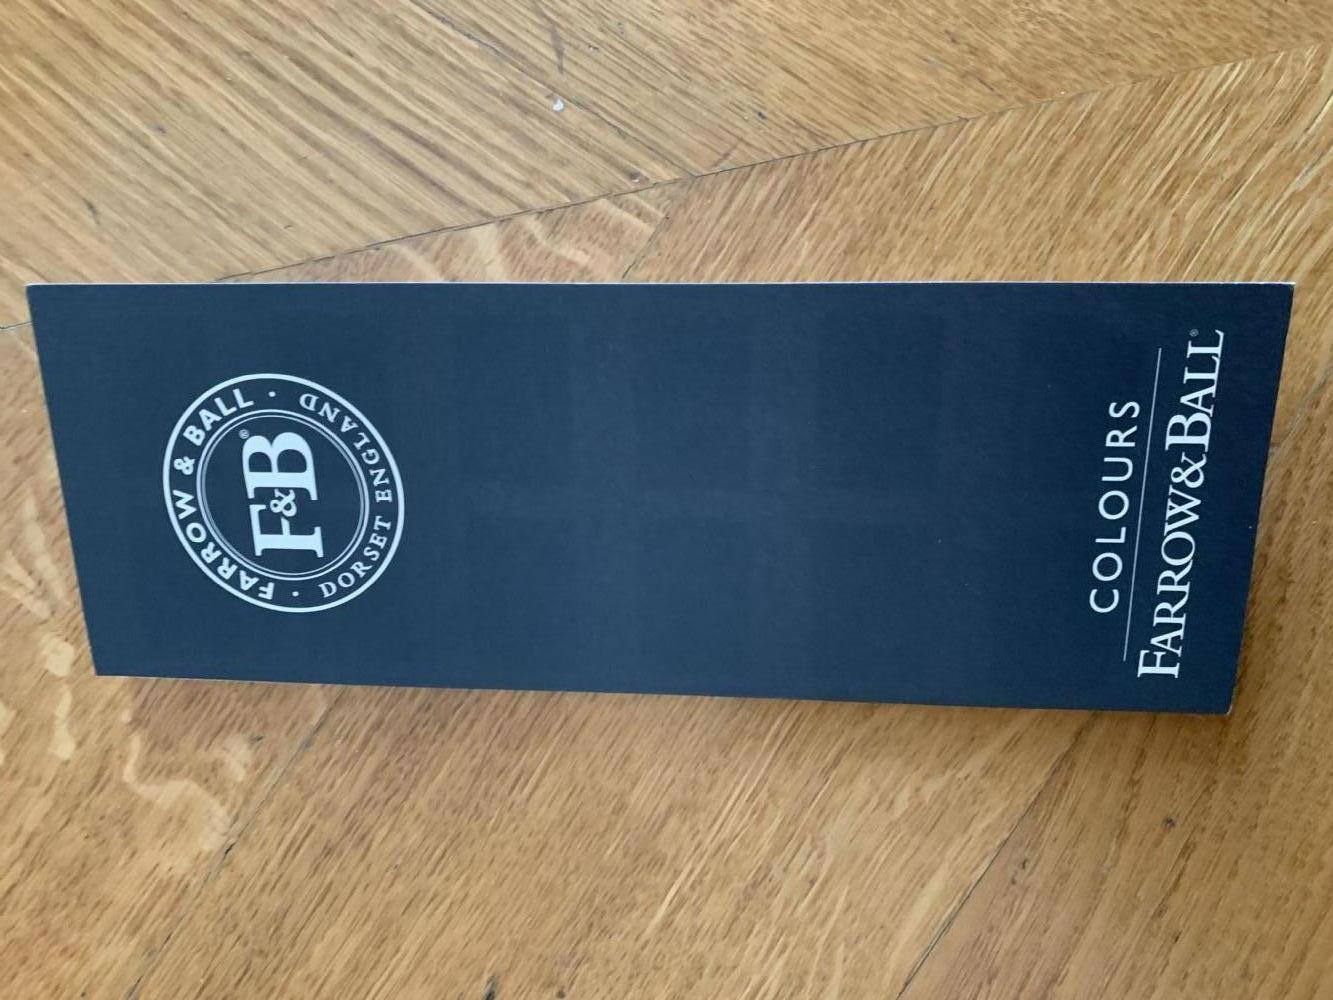 FARROW & BALL
F&B®
DORSET ENGLAND
COLOURS
FARROW&BALL®